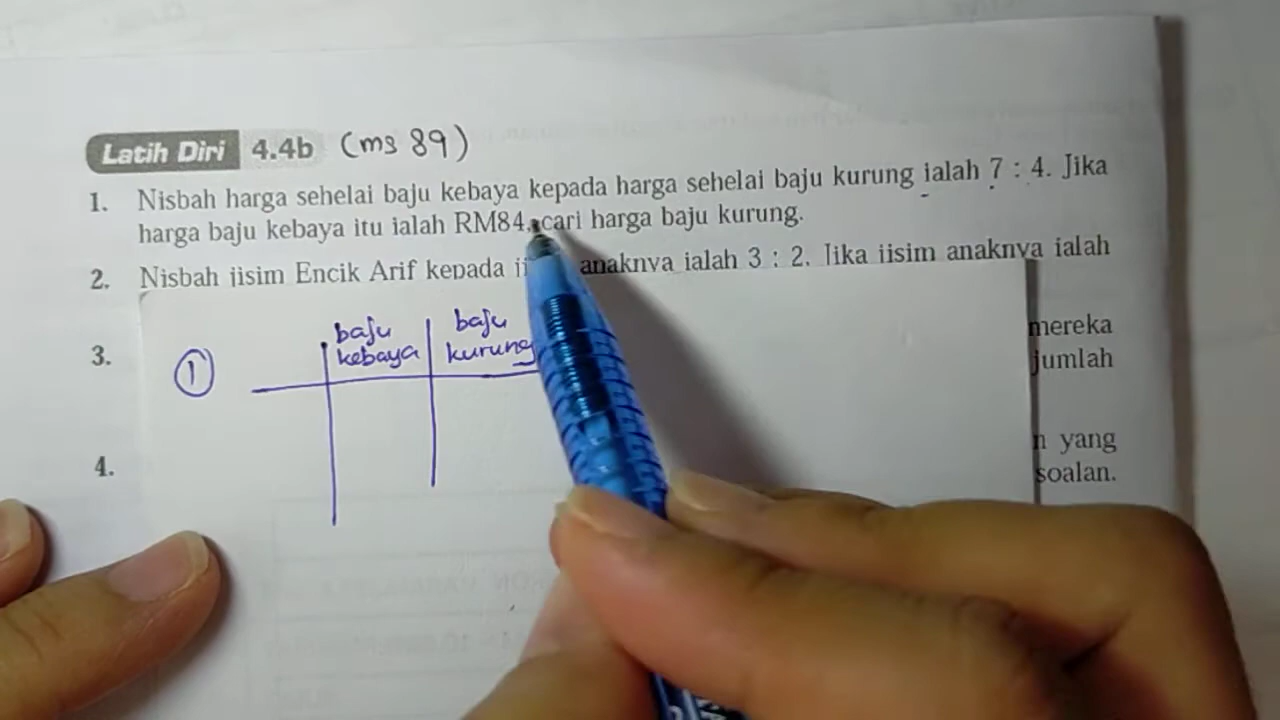 Latih Diri 4.4b (ms 89)
1. Nisbah harga sehelai baju kebaya kepada harga sehelai baju kurung ialah 7 : 4. Jika
harga baju kebaya itu ialah RM84, cari harga baju kurung.
2. Nisbah jisim Encik Arif kepada anaknya ialah 3 : 2. Jika jisim anaknya ialah
3. mereka
jumlah
4. yang
soalan.
1 baju kebaya baju kurung